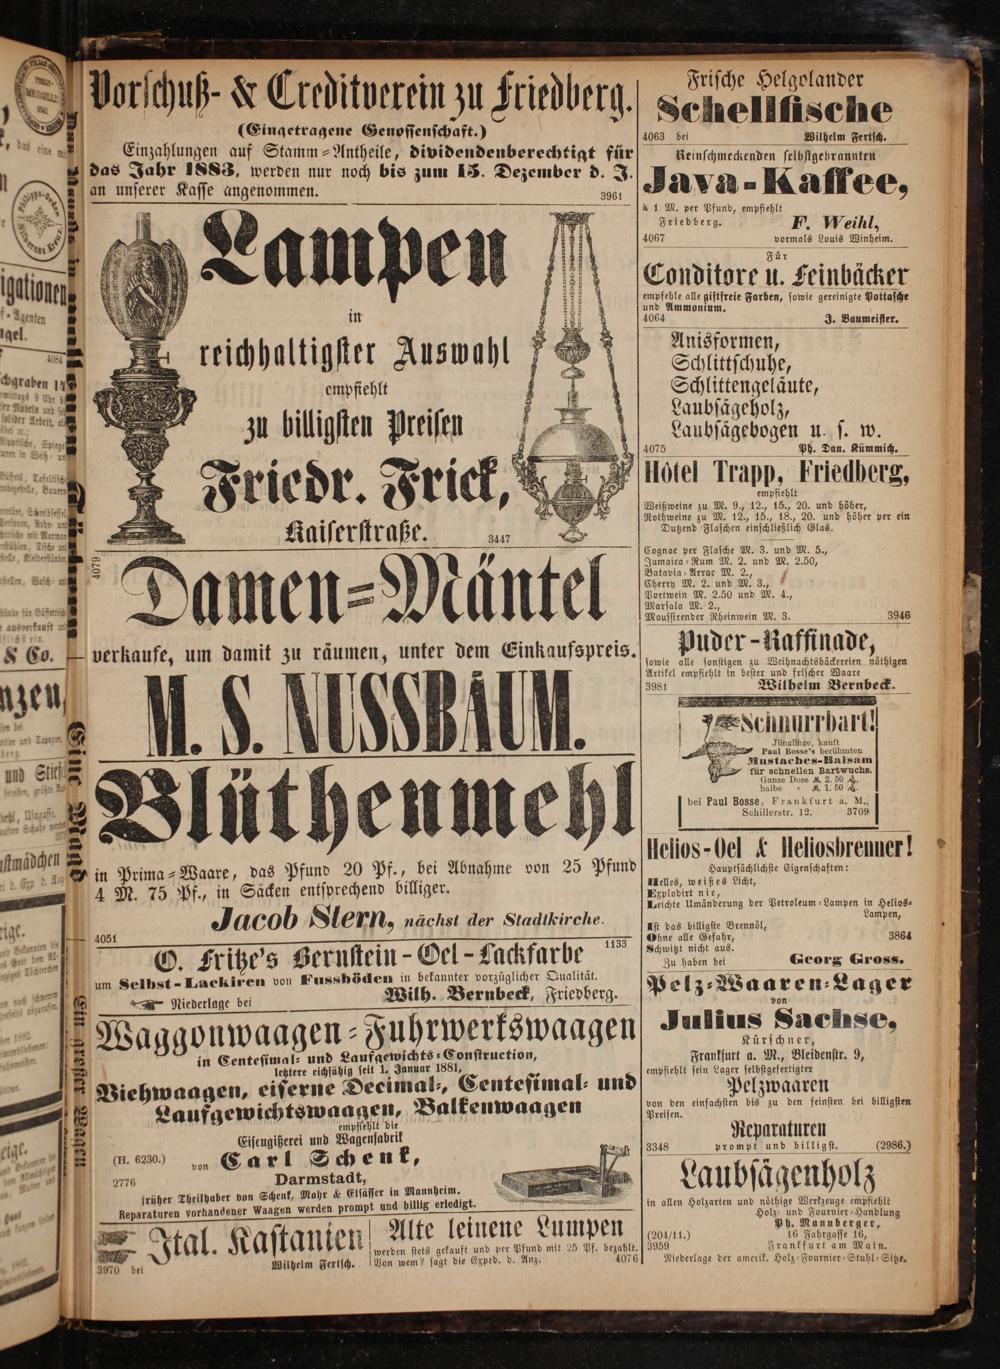 Vorschuß- & Creditverein zu Friedberg.
(Eingetragene Genossenschaft.)
Einzahlungen auf Stamm-Antheile, dividendenberechtigt für
das Jahr 1883, werden nur noch bis zum 15. Dezember d. J.
an unserer Kasse angenommen. 3961
Lampen
in
reichhaltigster Auswahl
empfiehlt
zu billigsten Preisen
Friedr. Frick,
Kaiserstraße. 3447
4079
Damen-Mäntel
verkaufe, um damit zu räumen, unter dem Einkaufspreis.
M. S. NUSSBAUM.
Blüthenmehl
in Prima-Waare, das Pfund 20 Pf., bei Abnahme von 25 Pfund
4 M. 75 Pf., in Säcken entsprechend billiger.
Jacob Stern, nächst der Stadtkirche.
4051
O. Fritze's Bernstein-Oel-Lackfarbe 1133
um Selbst-Lackiren von Fussböden in bekannter vorzüglicher Qualität.
Niederlage bei Wilh. Bernbeck, Friedberg.
Waggonwaagen-Fuhrwerkswaagen
in Centesimal- und Laufgewichts-Construction,
letztere eichfähig seit 1. Januar 1881,
Viehwaagen, eiserne Decimal-, Centesimal- und
Laufgewichtswaagen, Balkenwaagen
empfiehlt die
Eisengießerei und Wagenfabrik
(H. 6230.) von Carl Schenk,
2776 Darmstadt,
früher Theilhaber von Schenk, Mohr & Elsässer in Mannheim.
Reparaturen vorhandener Waagen werden prompt und billig erledigt.
Ital. Kastanien
3970 bei Wilhelm Fertsch.
Alte leinene Lumpen
werden stets gekauft und per Pfund mit 25 Pf. bezahlt.
Von wem? sagt die Exped. d. Anz. 4076
Frische Helgolander
Schellfische
4063 bei Wilhelm Fertsch.
Reinschmeckenden selbstgebrannten
Java-Kaffee,
à 1 M. per Pfund, empfiehlt
Friedberg. F. Weihl,
4067 vormals Louis Winheim.
Für
Conditore u. Feinbäcker
empfehle alle giftfreie Farben, sowie gereinigte Pottasche
und Ammonium.
4064 J. Baumeister.
Anisformen,
Schlittschuhe,
Schlittengeläute,
Laubsägeholz,
Laubsägebogen u. s. w.
4075 Ph. Dan. Kümmich.
Hôtel Trapp, Friedberg,
empfiehlt
Weißweine zu M. 9., 12., 15., 20. und höher,
Rothweine zu M. 12., 15., 18., 20. und höher per ein
Dutzend Flaschen einschließlich Glas.
Cognac per Flasche M. 3. und M. 5.,
Jamaica-Rum M. 2. und M. 2.50,
Batavia-Arrac M. 2.,
Cherry M. 2. und M. 3.,
Portwein M. 2.50 und M. 4.,
Marsala M. 2.,
Moussirender Rheinwein M. 3. 3946
Puder-Raffinade,
sowie alle sonstigen zu Weihnachtsbäckereien nöthigen
Artikel empfiehlt in bester und frischer Waare
3981 Wilhelm Bernbeck.
Schnurrbart!
Jünglinge, kauft
Paul Bosse's berühmten
Mustaches-Balsam
für schnellen Bartwuchs.
Ganze Dose M. 2. 50 ₰,
halbe " M. 1. 50 ₰.
bei Paul Bosse, Frankfurt a. M.,
Schillerstr. 12. 3709
Helios-Oel & Heliosbrenner!
Hauptsächlichste Eigenschaften:
Helles, weißes Licht,
Explodirt nie,
Leichte Umänderung der Petroleum-Lampen in Helios-
Lampen,
Ist das billigste Brennöl,
Ohne alle Gefahr, 3864
Schwitzt nicht aus.
Zu haben bei Georg Gross.
Pelz-Waaren-Lager
von
Julius Sachse,
Kürschner,
Frankfurt a. M., Bleidenstr. 9,
empfiehlt sein Lager selbstgefertigter
Pelzwaaren
von den einfachsten bis zu den feinsten bei billigsten
Preisen.
Reparaturen
3348 prompt und billigst. (2986.)
Laubsägenholz
in allen Holzarten und nöthige Werkzeuge empfiehlt
Holz- und Fournier-Handlung
Ph. Mannberger,
(204/11.) 16 Fahrgasse 16,
3959 Frankfurt am Main.
Niederlage der amerik. Holz-Fournier-Stuhl-Sitze.